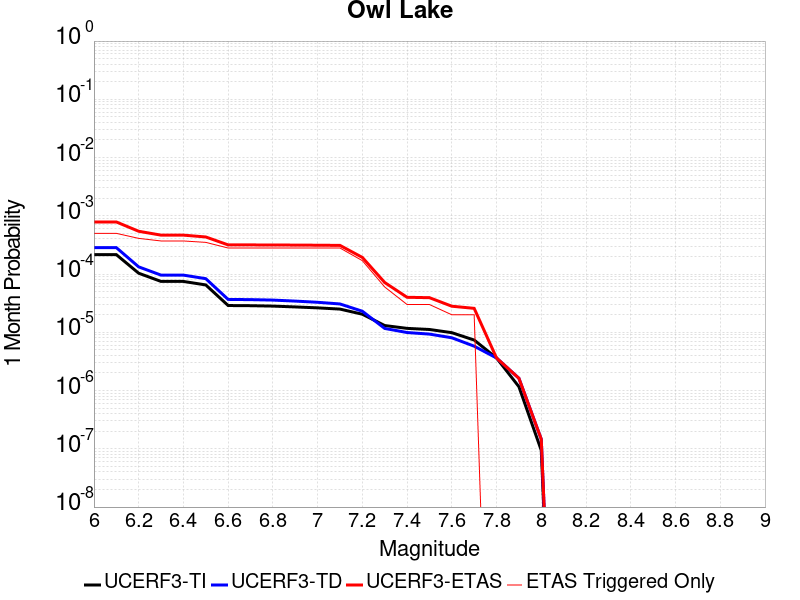 Owl Lake
10^0
10^-1
10^-2
10^-3
10^-4
10^-5
10^-6
10^-7
10^-8
1 Month Probability
6 6.2 6.4 6.6 6.8 7 7.2 7.4 7.6 7.8 8 8.2 8.4 8.6 8.8 9
Magnitude
UCERF3-TI UCERF3-TD UCERF3-ETAS ETAS Triggered Only